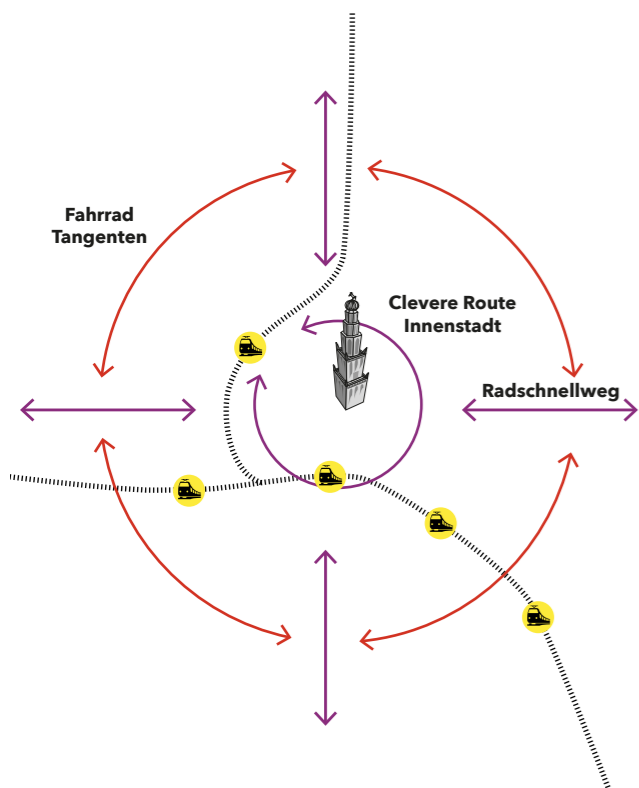 Fahrrad
Tangenten
Clevere Route
Innenstadt
Radschnellweg